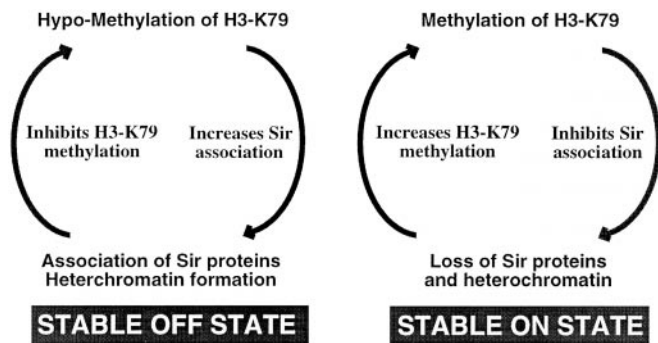 Hypo-Methylation of H3-K79
Inhibits H3-K79
methylation
Increases Sir
association
Association of Sir proteins
Heterchromatin formation
STABLE OFF STATE
Methylation of H3-K79
Increases H3-K79
methylation
Inhibits Sir
association
Loss of Sir proteins
and heterochromatin
STABLE ON STATE